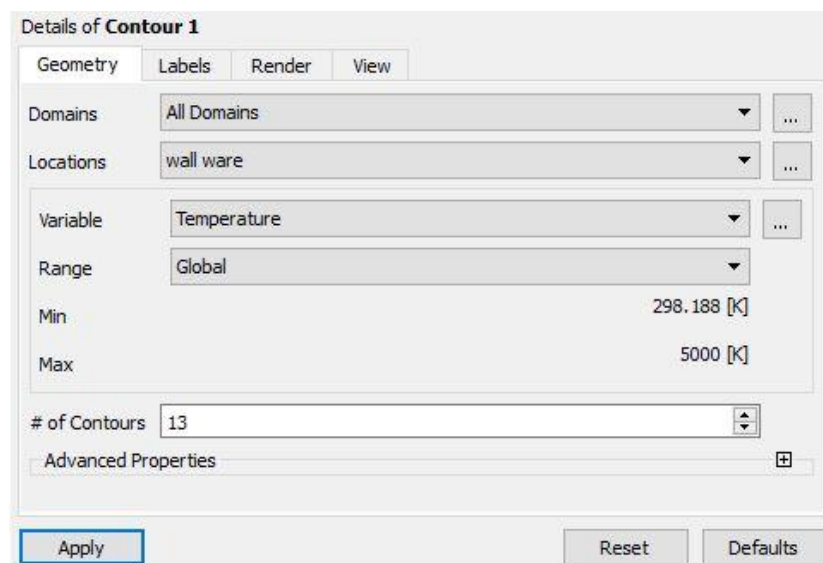 Details of Contour 1
Geometry Labels Render View
Domains All Domains ...
Locations wall ware ...
Variable Temperature ...
Range Global
Min 298.188 [K]
Max 5000 [K]
# of Contours 13
Advanced Properties
Apply Reset Defaults